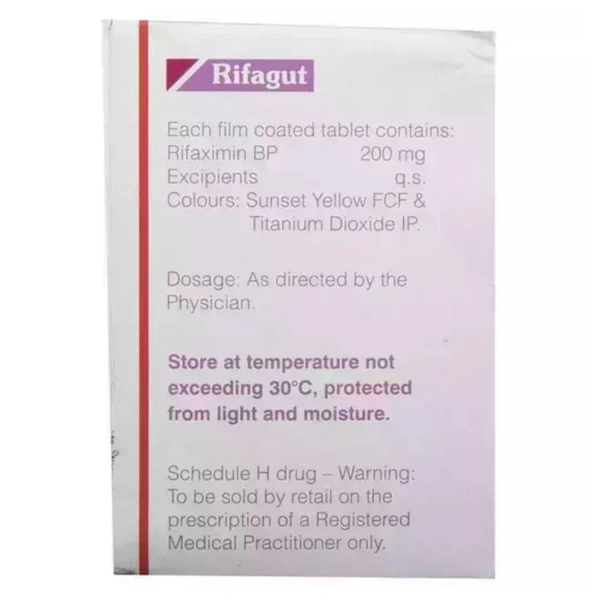 Rifagut
Each film coated tablet contains:
Rifaximin BP 200 mg
Excipients q.s.
Colours: Sunset Yellow FCF &
Titanium Dioxide IP.
Dosage: As directed by the
Physician.
Store at temperature not
exceeding 30°C, protected
from light and moisture.
Schedule H drug – Warning:
To be sold by retail on the
prescription of a Registered
Medical Practitioner only.